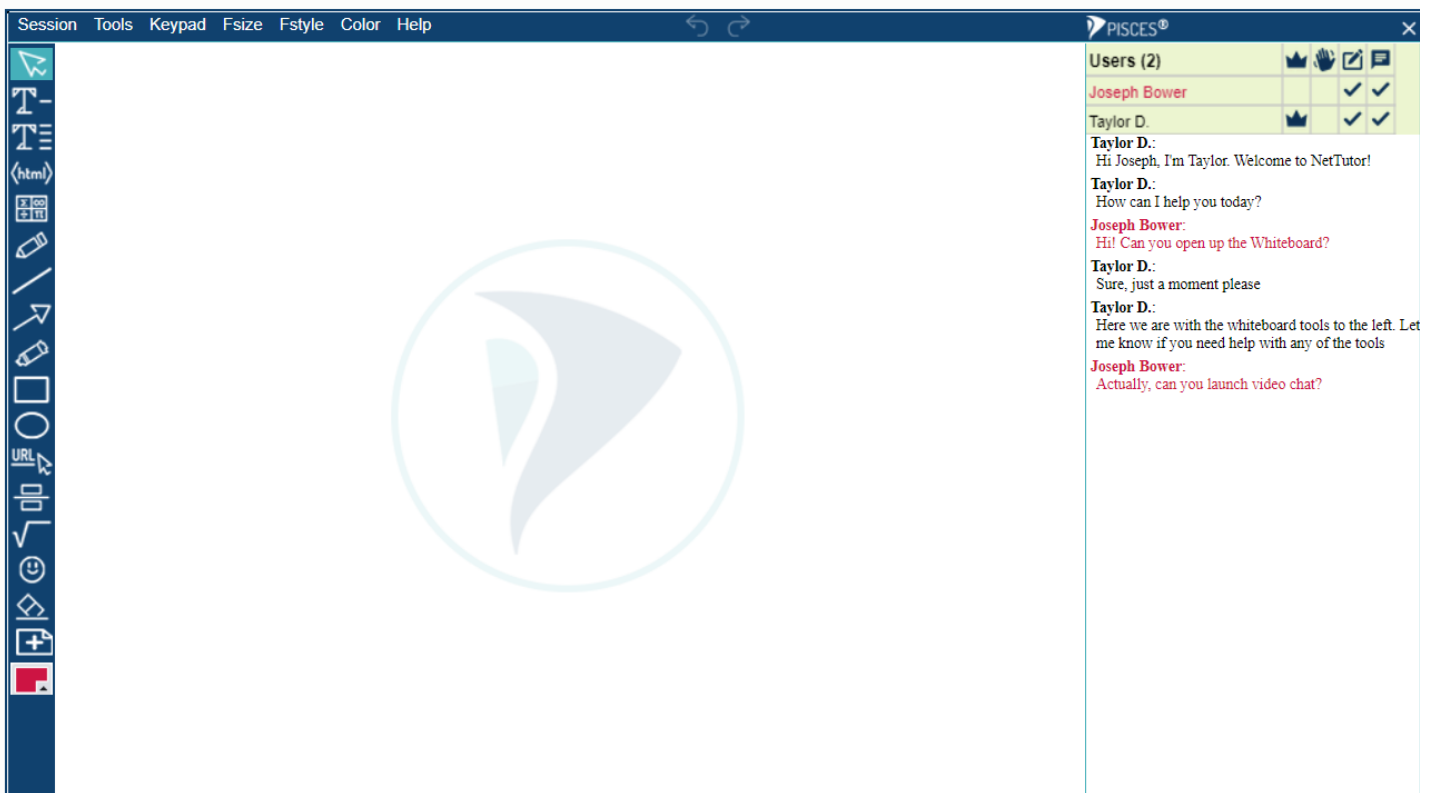 Session Tools Keypad Fsize Fstyle Color Help
PISCES®
Users (2)
Joseph Bower
Taylor D.
Taylor D.:
Hi Joseph, I'm Taylor. Welcome to NetTutor!
Taylor D.:
How can I help you today?
Joseph Bower:
Hi! Can you open up the Whiteboard?
Taylor D.:
Sure, just a moment please
Taylor D.:
Here we are with the whiteboard tools to the left. Let
me know if you need help with any of the tools
Joseph Bower:
Actually, can you launch video chat?
T
T
⟨html⟩
Σ ∞
÷ π
URL